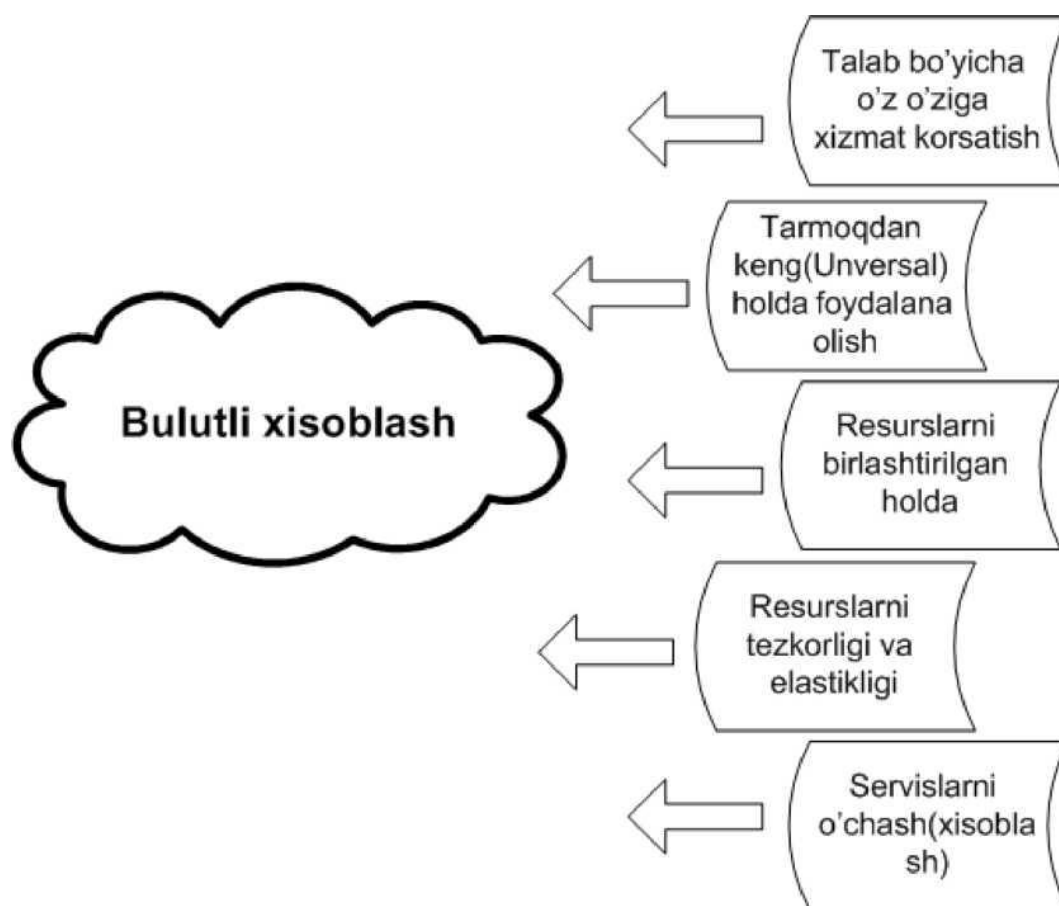 Talab bo'yicha
o'z o'ziga
xizmat korsatish
Tarmoqdan
keng(Unversal)
holda foydalana
olish
Bulutli xisoblash
Resurslarni
birlashtirilgan
holda
Resurslarni
tezkorligi va
elastikligi
Servislarni
o'chash(xisobla
sh)